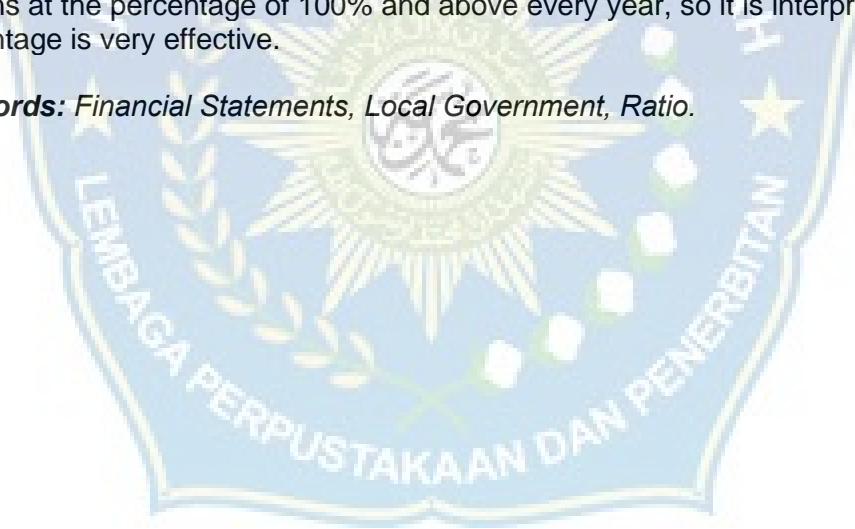 ns at the percentage of 100% and above every year, so it is interpr
ntage is very effective.
ords: Financial Statements, Local Government, Ratio.
LEMBAGA PERPUSTAKAAN DAN PENERBITAN